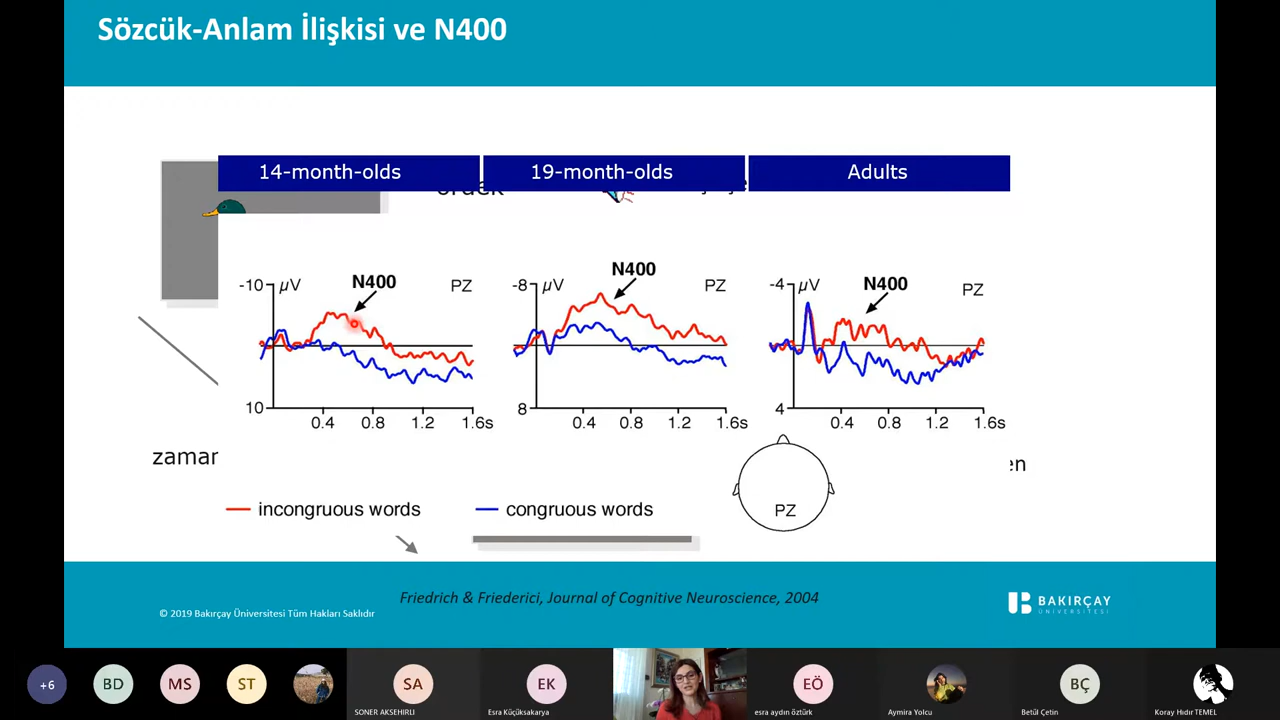 Sözcük-Anlam İlişkisi ve N400
14-month-olds 19-month-olds Adults
ördek
N400 N400 N400
-10 µV PZ -8 µV PZ -4 µV PZ
10 8 4
0.4 0.8 1.2 1.6s 0.4 0.8 1.2 1.6s 0.4 0.8 1.2 1.6s
zamar en
incongruous words congruous words PZ
Friedrich & Friederici, Journal of Cognitive Neuroscience, 2004
© 2019 Bakırçay Üniversitesi Tüm Hakları Saklıdır
BAKIRÇAY
ÜNİVERSİTESİ
+6 BD MS ST SA EK EÖ BÇ
SONER AKSEHIRLI Esra Küçüksakarya esra aydın öztürk Aymira Yolcu Betül Çetin Koray Hıdır TEMEL